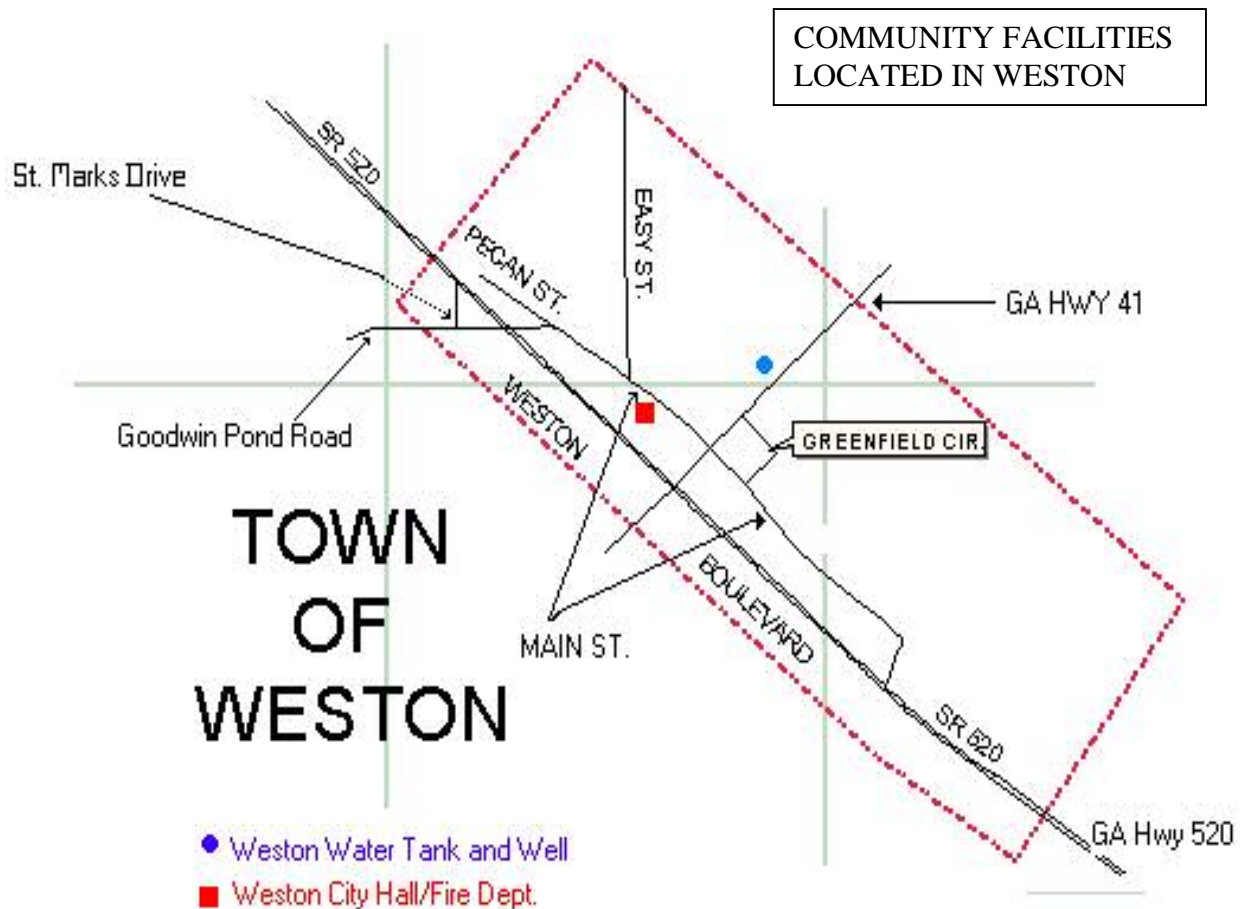 COMMUNITY FACILITIES
LOCATED IN WESTON
SR 520
St. Marks Drive
PECAN ST.
EASY ST.
GA HWY 41
Goodwin Pond Road
WESTON
GREENFIELD CIR.
TOWN
OF
WESTON
BOULEVARD
MAIN ST.
SR 520
GA Hwy 520
Weston Water Tank and Well
Weston City Hall/Fire Dept.